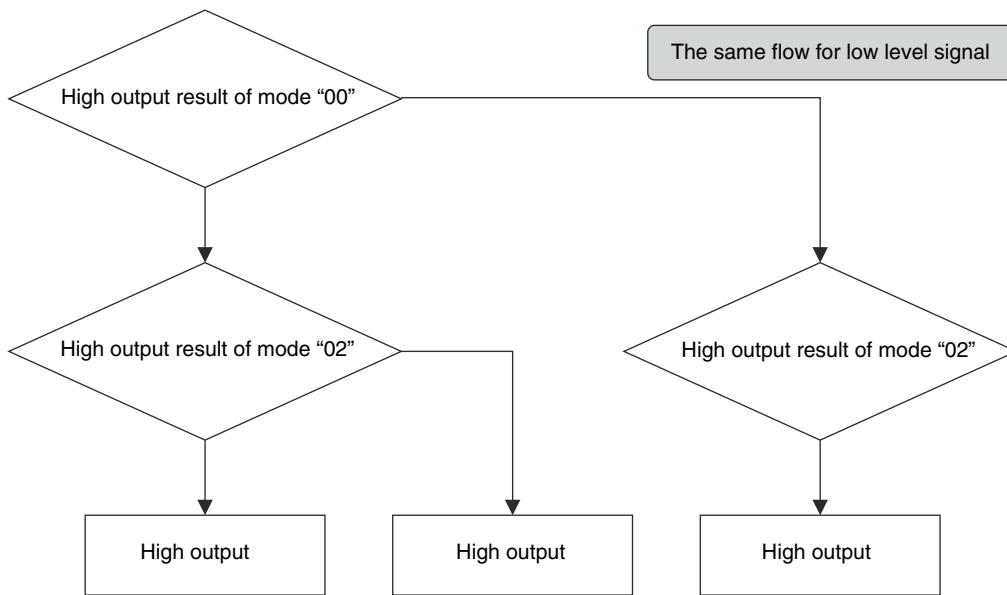 The same flow for low level signal
High output result of mode “00”
High output result of mode “02”
High output result of mode “02”
High output
High output
High output